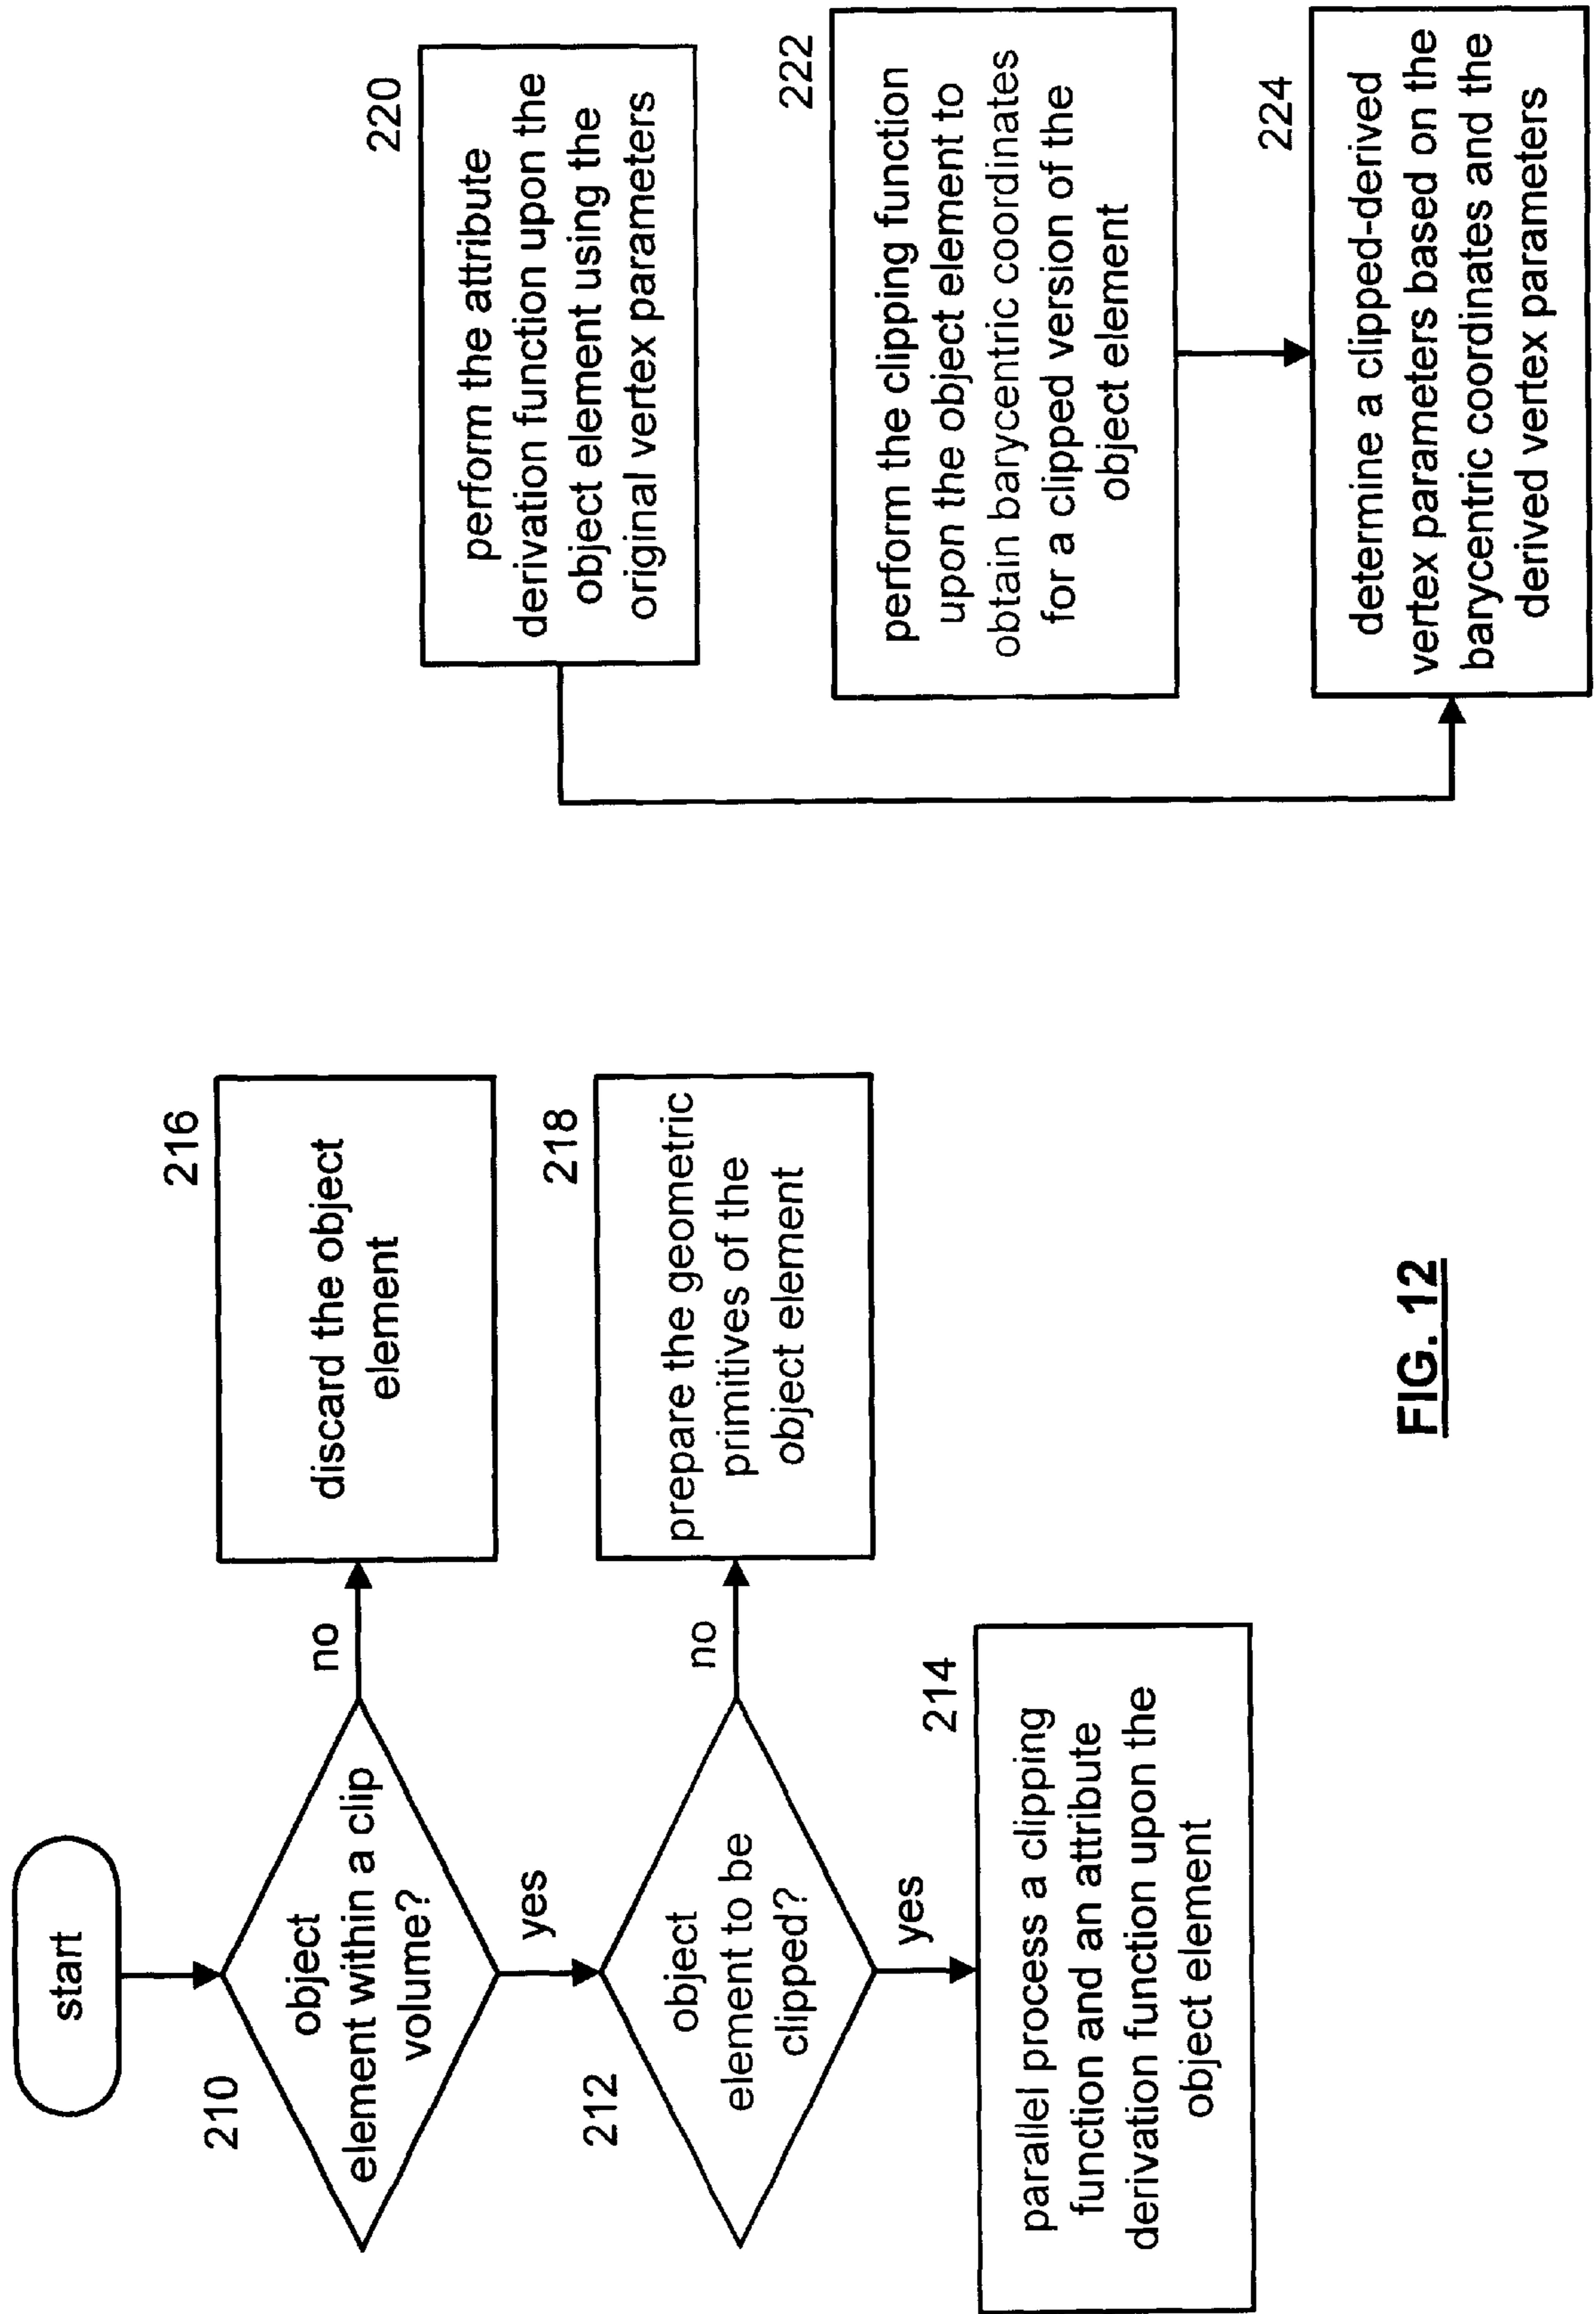 start
210
object
element within a clip
volume?
no
216
discard the object
element
yes
212
object
element to be
clipped?
no
218
prepare the geometric
primitives of the
object element
yes
214
parallel process a clipping
function and an attribute
derivation function upon the
object element
220
perform the attribute
derivation function upon the
object element using the
original vertex parameters
222
perform the clipping function
upon the object element to
obtain barycentric coordinates
for a clipped version of the
object element
224
determine a clipped-derived
vertex parameters based on the
barycentric coordinates and the
derived vertex parameters
FIG. 12